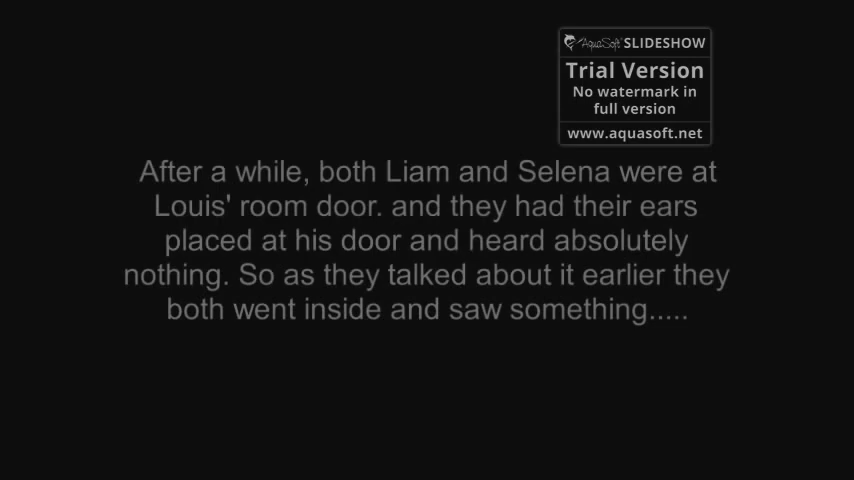 AquaSoft SLIDESHOW
Trial Version
No watermark in
full version
www.aquasoft.net
After a while, both Liam and Selena were at
Louis' room door. and they had their ears
placed at his door and heard absolutely
nothing. So as they talked about it earlier they
both went inside and saw something.....